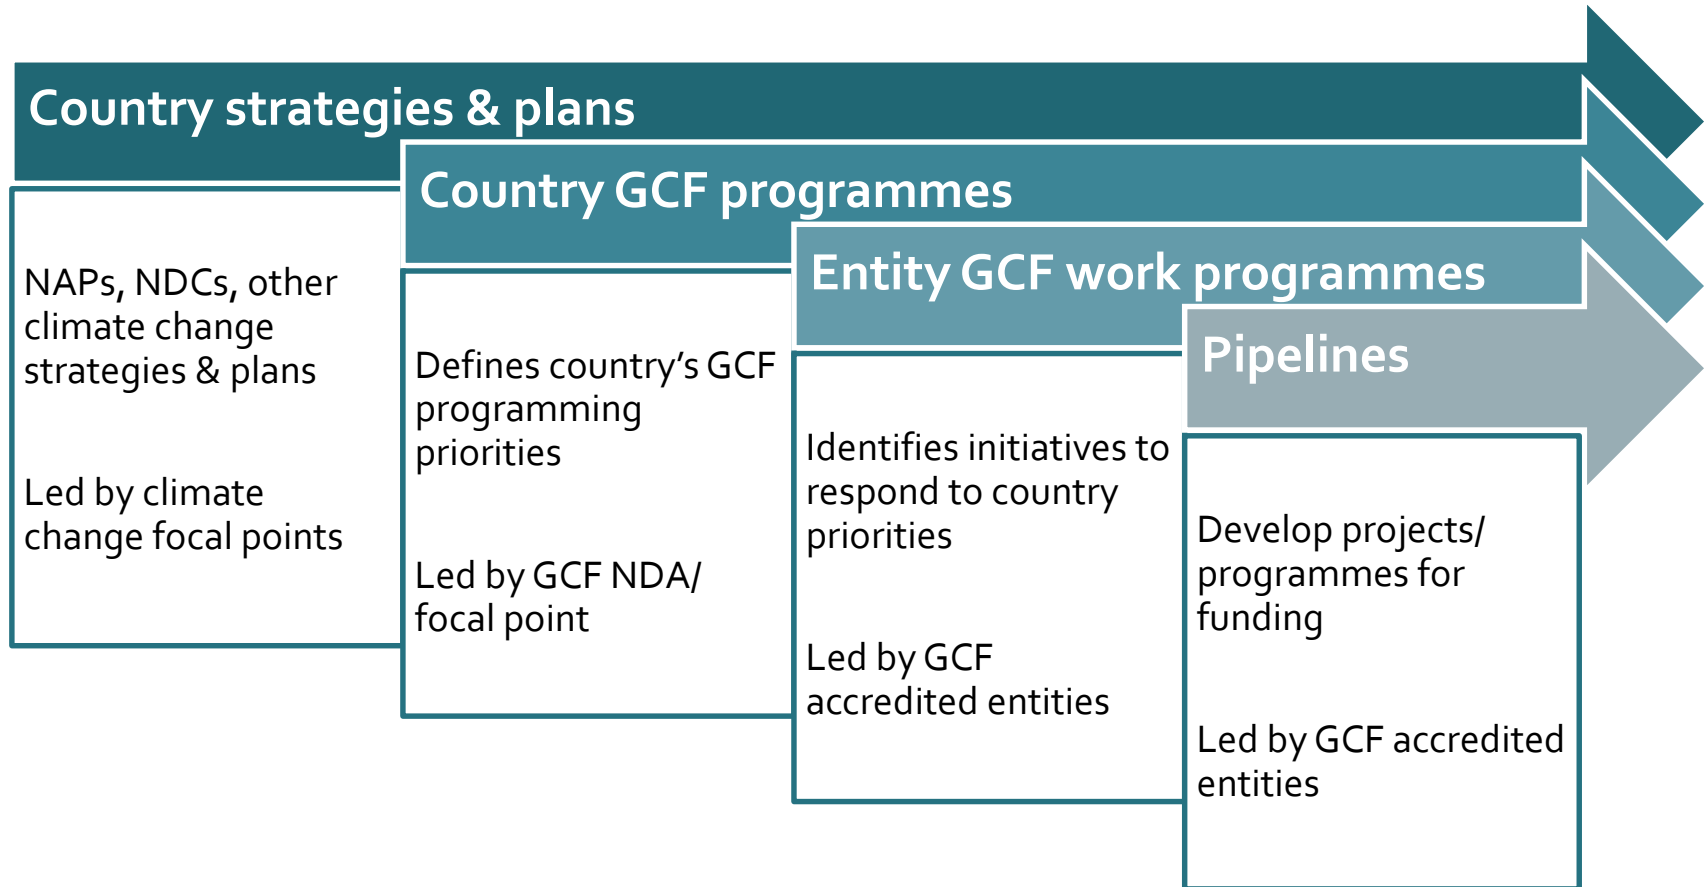 Country strategies & plans
NAPs, NDCs, other
climate change
strategies & plans
Led by climate
change focal points
Country GCF programmes
Defines country’s GCF
programming
priorities
Led by GCF NDA/
focal point
Entity GCF work programmes
Identifies initiatives to
respond to country
priorities
Led by GCF
accredited entities
Pipelines
Develop projects/
programmes for
funding
Led by GCF accredited
entities